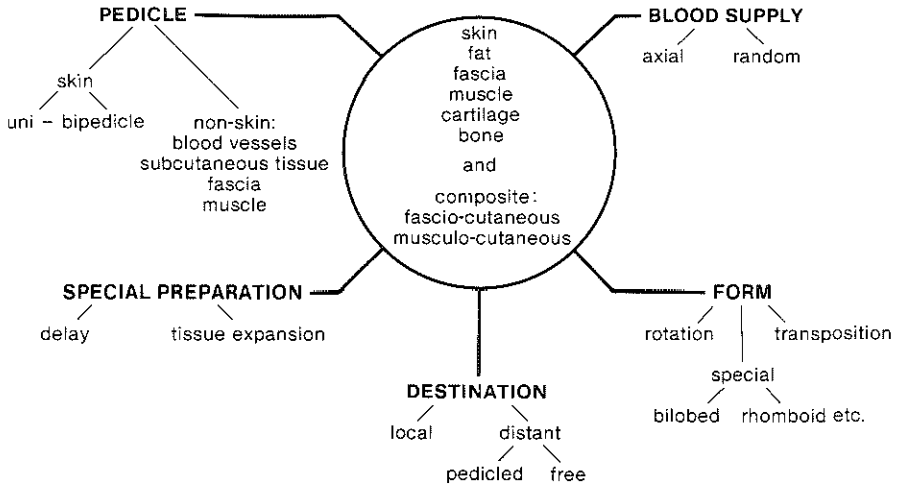 PEDICLE
skin
uni – bipedicle
non-skin:
blood vessels
subcutaneous tissue
fascia
muscle
skin
fat
fascia
muscle
cartilage
bone
and
composite:
fascio-cutaneous
musculo-cutaneous
BLOOD SUPPLY
axial random
SPECIAL PREPARATION
delay tissue expansion
DESTINATION
local distant
pedicled free
FORM
rotation transposition
special
bilobed rhomboid etc.